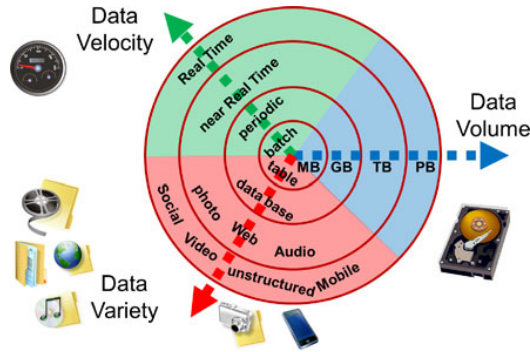 Data
Velocity
Real Time
near Real Time
periodic
batch
Data
Volume
MB GB TB PB
table
data base
photo Web Audio
Social Video unstructured Mobile
Data
Variety